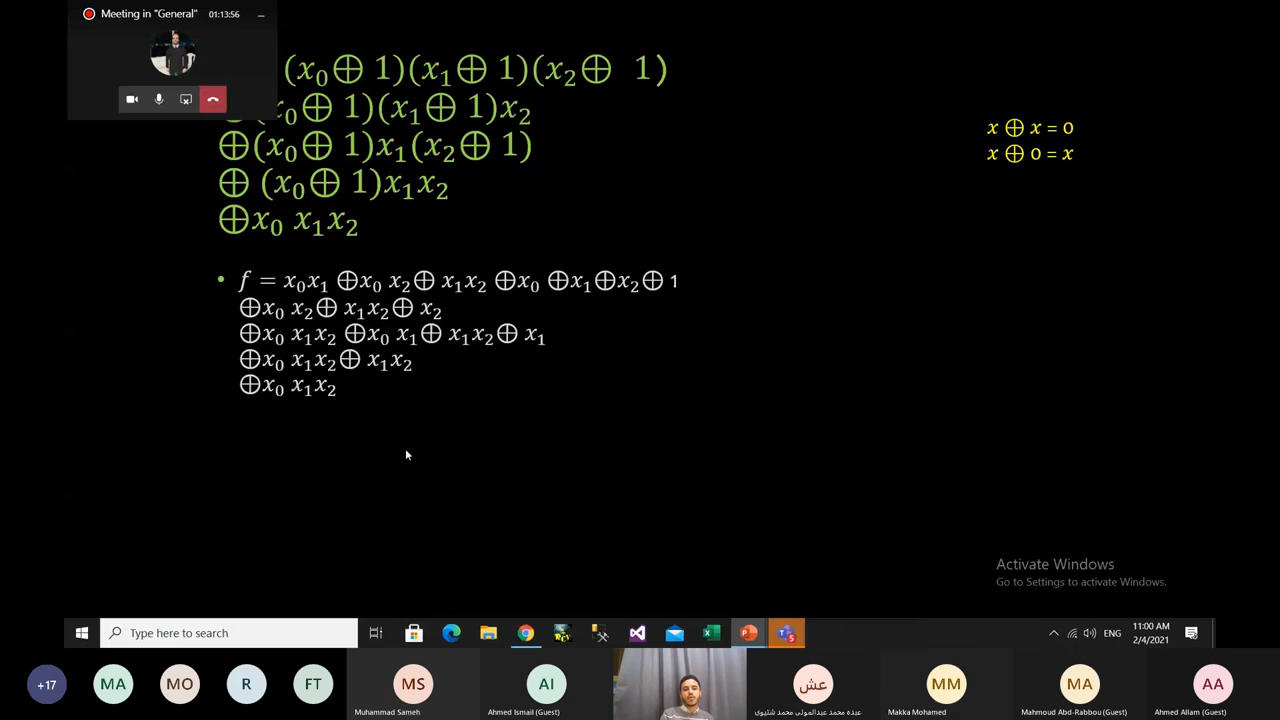 Meeting in "General" 01:13:56
(x₀⊕ 1)(x₁⊕ 1)(x₂⊕ 1)
x₀⊕ 1)(x₁⊕ 1)x₂
⊕(x₀⊕ 1)x₁(x₂⊕ 1)
⊕ (x₀⊕ 1)x₁x₂
⊕x₀ x₁x₂
x ⊕ x = 0
x ⊕ 0 = x
• f = x₀x₁ ⊕x₀ x₂⊕ x₁x₂ ⊕x₀ ⊕x₁⊕x₂⊕ 1
⊕x₀ x₂⊕ x₁x₂⊕ x₂
⊕x₀ x₁x₂ ⊕x₀ x₁⊕ x₁x₂⊕ x₁
⊕x₀ x₁x₂⊕ x₁x₂
⊕x₀ x₁x₂
Activate Windows
Go to Settings to activate Windows.
Type here to search
ENG
11:00 AM
2/4/2021
+17 MA MO R FT MS AI عش MM MA AA
Muhammad Sameh
Ahmed Ismail (Guest)
عبده محمد عبدالمولى محمد شتيوى
Makka Mohamed
Mahmoud Abd-Rabbou (Guest)
Ahmed Allam (Guest)